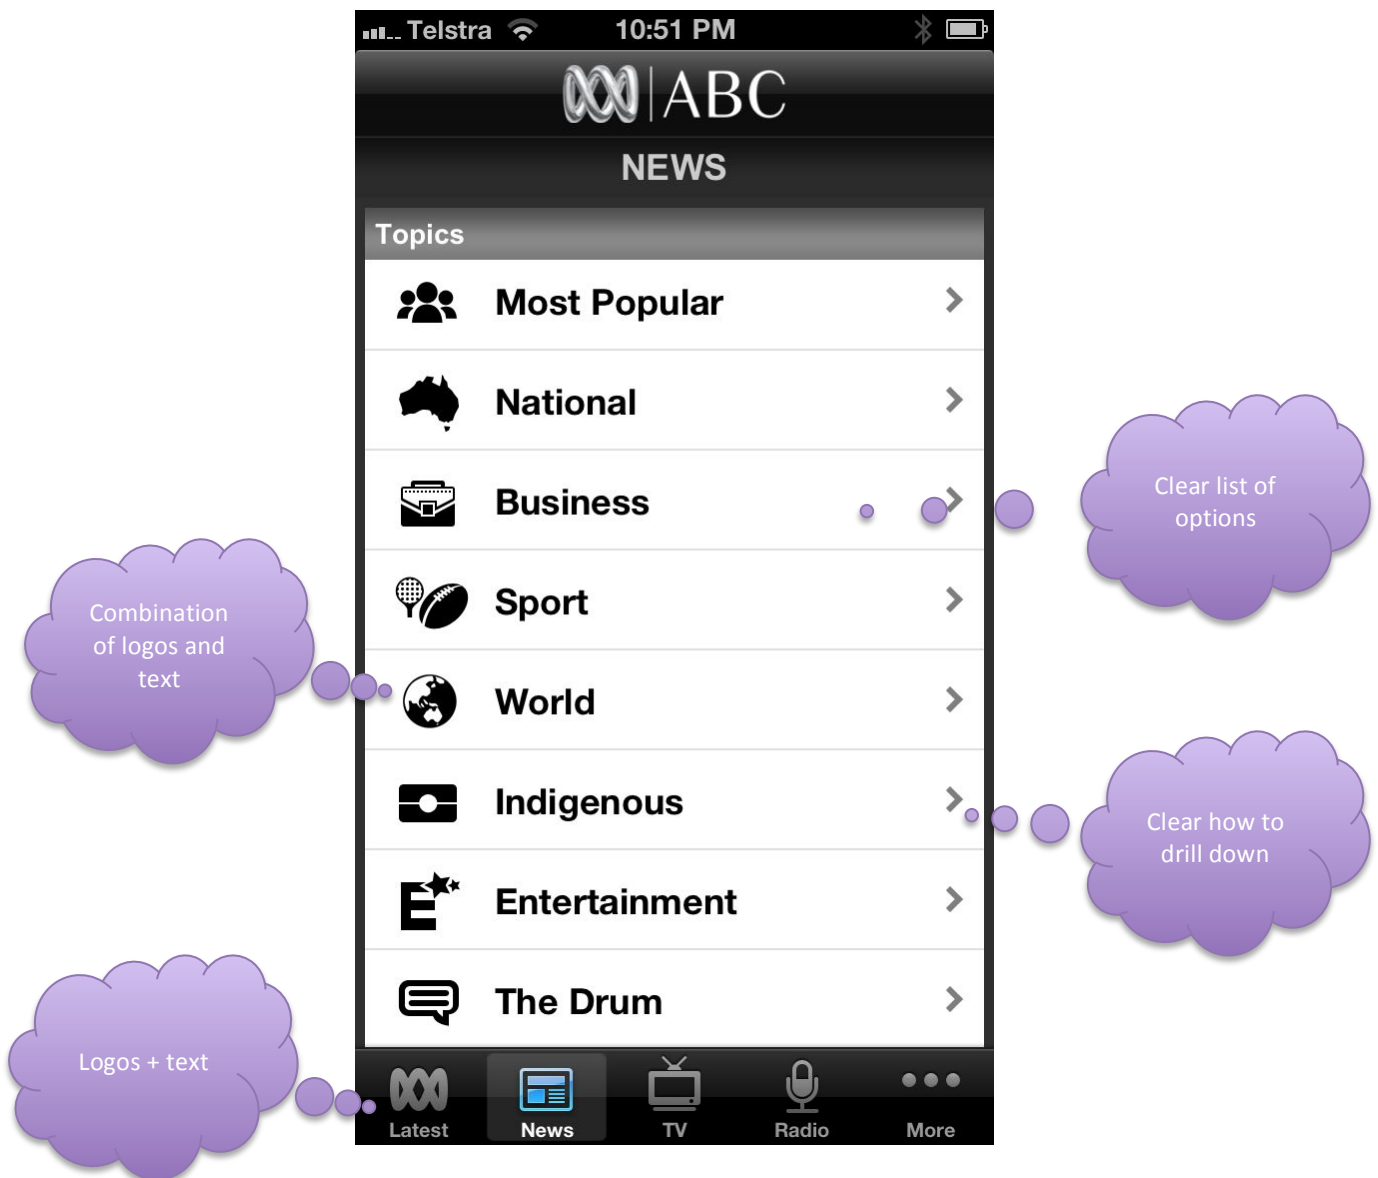 Telstra 10:51 PM
ABC
NEWS
Topics
Most Popular
National
Business
Sport
World
Indigenous
Entertainment
The Drum
Latest News TV Radio More
Clear list of
options
Combination
of logos and
text
Clear how to
drill down
Logos + text